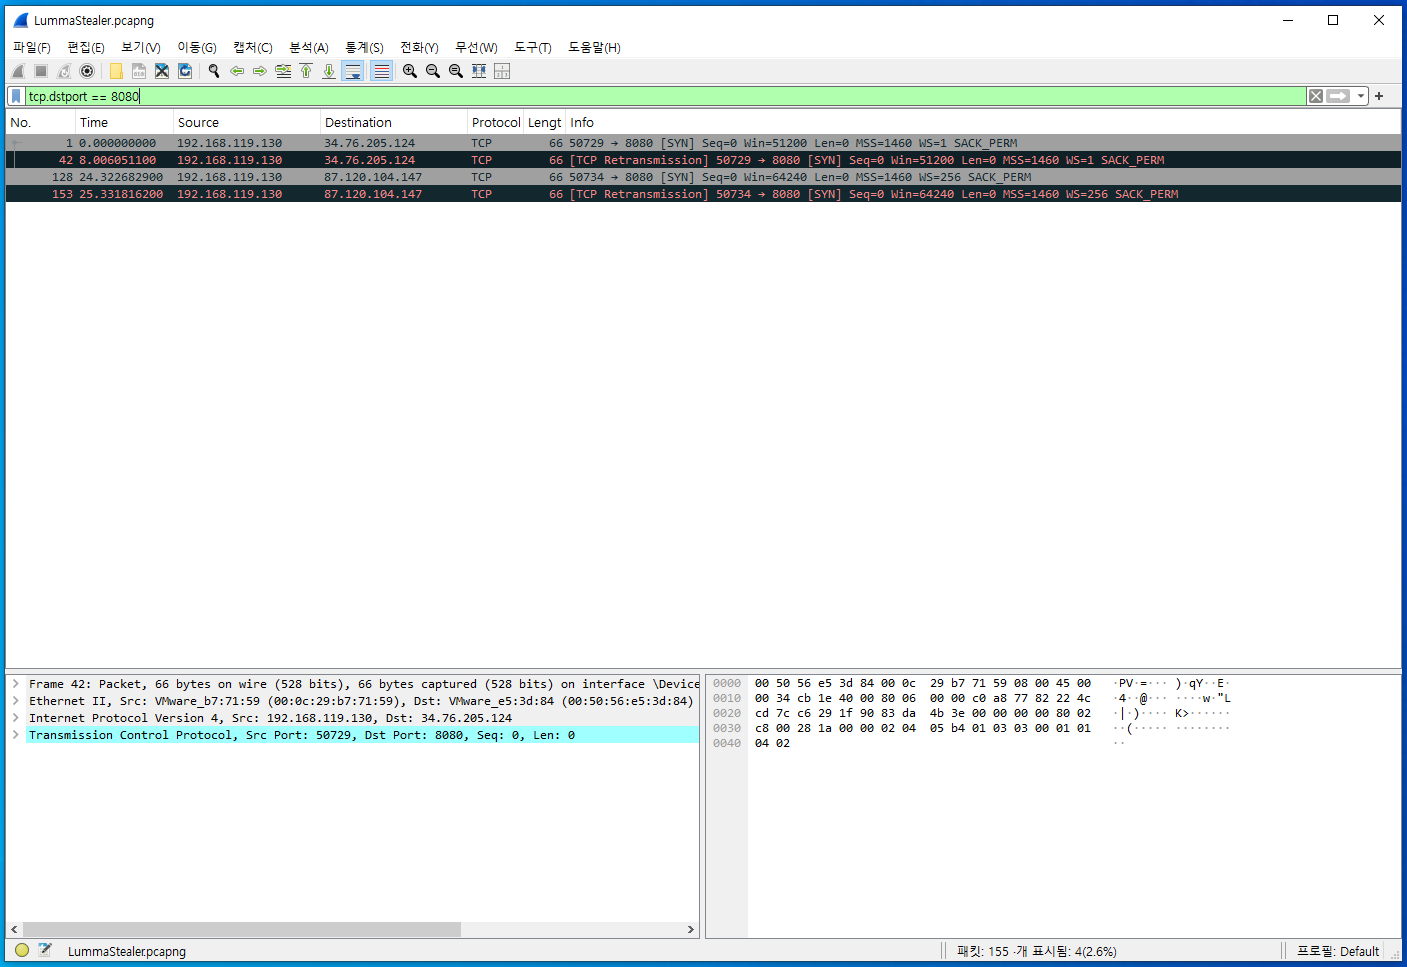 LummaStealer.pcapng
파일(F) 편집(E) 보기(V) 이동(G) 캡처(C) 분석(A) 통계(S) 전화(Y) 무선(W) 도구(T) 도움말(H)
tcp.dstport == 8080
No. Time Source Destination Protocol Lengt Info
1 0.000000000 192.168.119.130 34.76.205.124 TCP 66 50729 → 8080 [SYN] Seq=0 Win=51200 Len=0 MSS=1460 WS=1 SACK_PERM
42 8.006051100 192.168.119.130 34.76.205.124 TCP 66 [TCP Retransmission] 50729 → 8080 [SYN] Seq=0 Win=51200 Len=0 MSS=1460 WS=1 SACK_PERM
128 24.322682900 192.168.119.130 87.120.104.147 TCP 66 50734 → 8080 [SYN] Seq=0 Win=64240 Len=0 MSS=1460 WS=256 SACK_PERM
153 25.331816200 192.168.119.130 87.120.104.147 TCP 66 [TCP Retransmission] 50734 → 8080 [SYN] Seq=0 Win=64240 Len=0 MSS=1460 WS=256 SACK_PERM
Frame 42: Packet, 66 bytes on wire (528 bits), 66 bytes captured (528 bits) on interface \Device
Ethernet II, Src: VMware_b7:71:59 (00:0c:29:b7:71:59), Dst: VMware_e5:3d:84 (00:50:56:e5:3d:84)
Internet Protocol Version 4, Src: 192.168.119.130, Dst: 34.76.205.124
Transmission Control Protocol, Src Port: 50729, Dst Port: 8080, Seq: 0, Len: 0
0000 00 50 56 e5 3d 84 00 0c 29 b7 71 59 08 00 45 00 ·PV·=··· )·qY··E·
0010 00 34 cb 1e 40 00 80 06 00 00 c0 a8 77 82 22 4c ·4··@··· ····w·"L
0020 cd 7c c6 29 1f 90 83 da 4b 3e 00 00 00 00 80 02 ·|·)···· K>······
0030 c8 00 28 1a 00 00 02 04 05 b4 01 03 03 00 01 01 ··(····· ········
0040 04 02 ··
LummaStealer.pcapng
패킷: 155 ·개 표시됨: 4(2.6%)
프로필: Default